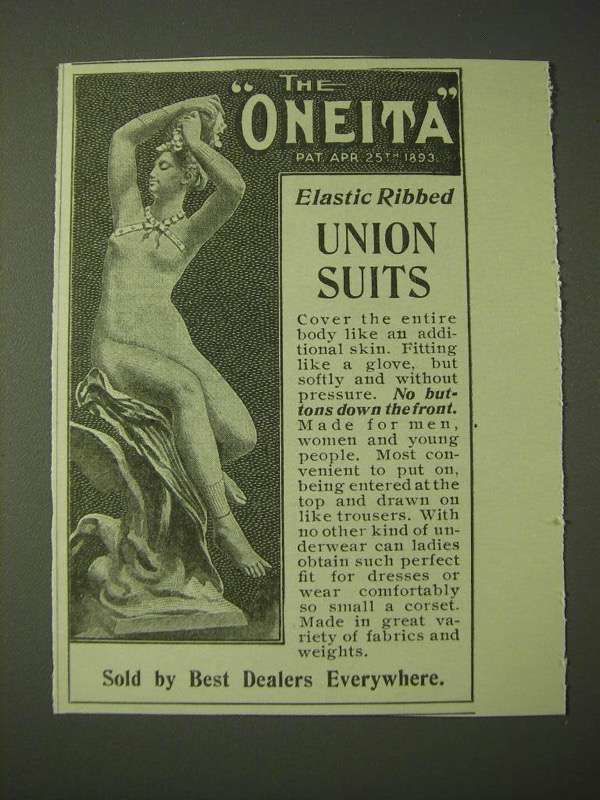 THE
"ONEITA"
PAT. APR. 25TH 1893.
Elastic Ribbed
UNION
SUITS
Cover the entire
body like an addi-
tional skin. Fitting
like a glove, but
softly and without
pressure. No but-
tons down the front.
Made for men,
women and young
people. Most con-
venient to put on,
being entered at the
top and drawn on
like trousers. With
no other kind of un-
derwear can ladies
obtain such perfect
fit for dresses or
wear comfortably
so small a corset.
Made in great va-
riety of fabrics and
weights.
Sold by Best Dealers Everywhere.